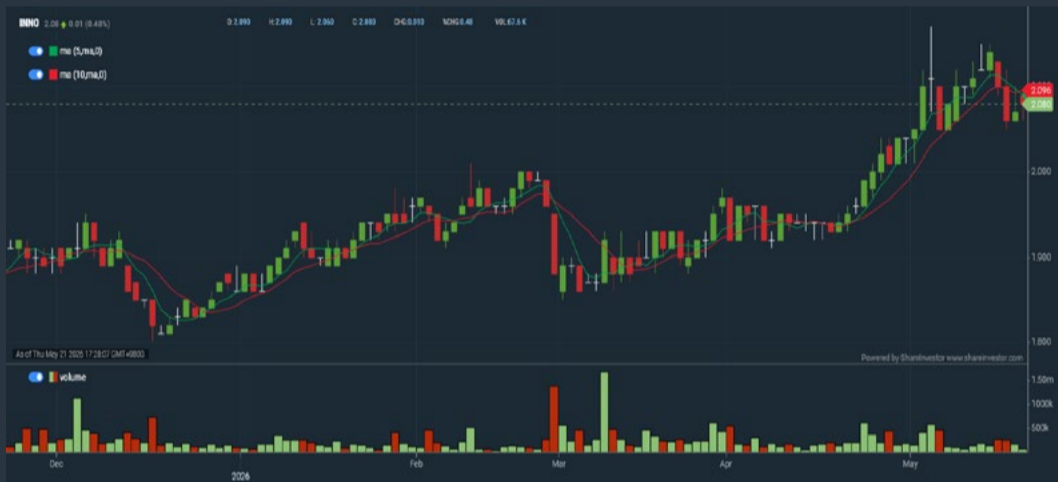 INNO 2.08 0.01 (0.48%) O: 2.090 H: 2.090 L: 2.060 C: 2.080 CHG:0.010 %CHG:0.48 VOL:67.6 K
ma (5,ma,0)
ma (10,ma,0)
2.096
2.080
2.000
1.900
1.800
As of Thu May 21 2026 17:28:07 GMT+0800
Powered by ShareInvestor www.shareinvestor.com
volume
1.50m
1000k
500k
Dec Feb Mar Apr May
2026